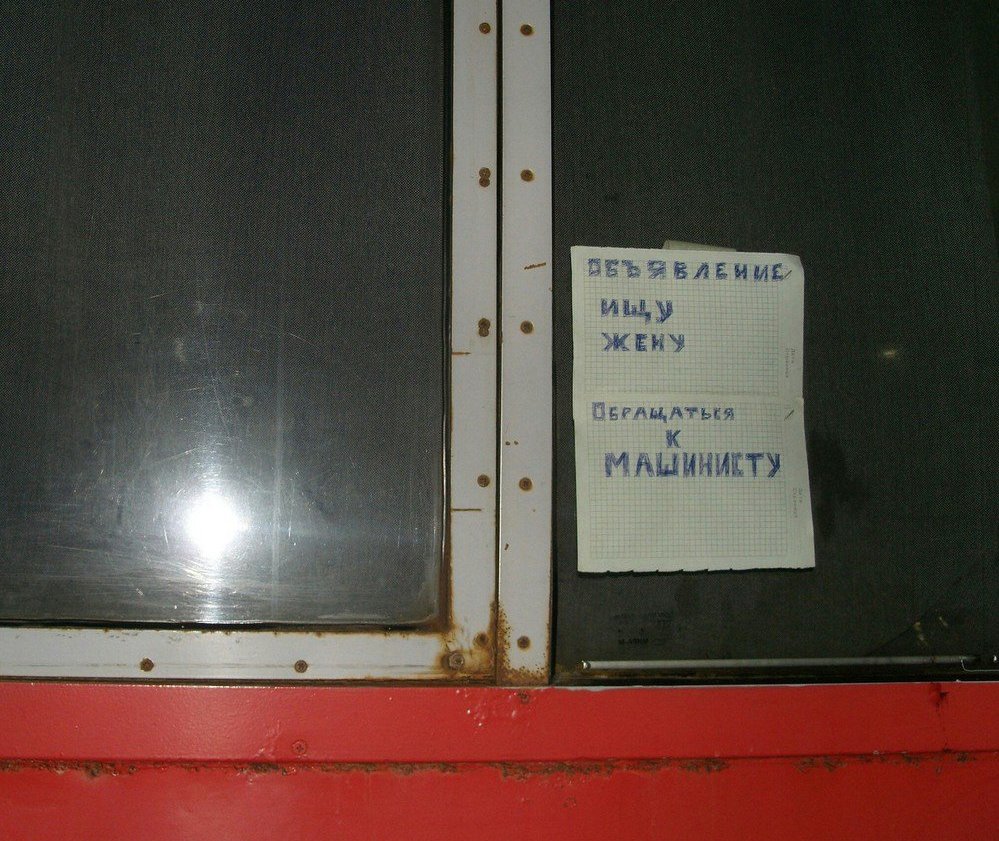 ОБЪЯВЛЕНИЕ
ИЩУ
ЖЕНУ
ОБРАЩАТЬСЯ
К
МАШИНИСТУ